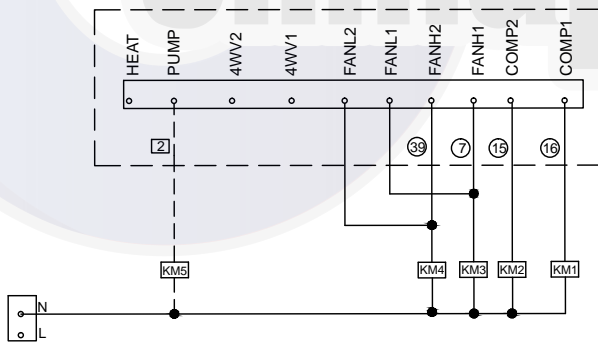 HEAT
PUMP
4WV2
4WV1
FANL2
FANL1
FANH2
FANH1
COMP2
COMP1
2
39
7
15
16
KM5
KM4
KM3
KM2
KM1
N
L